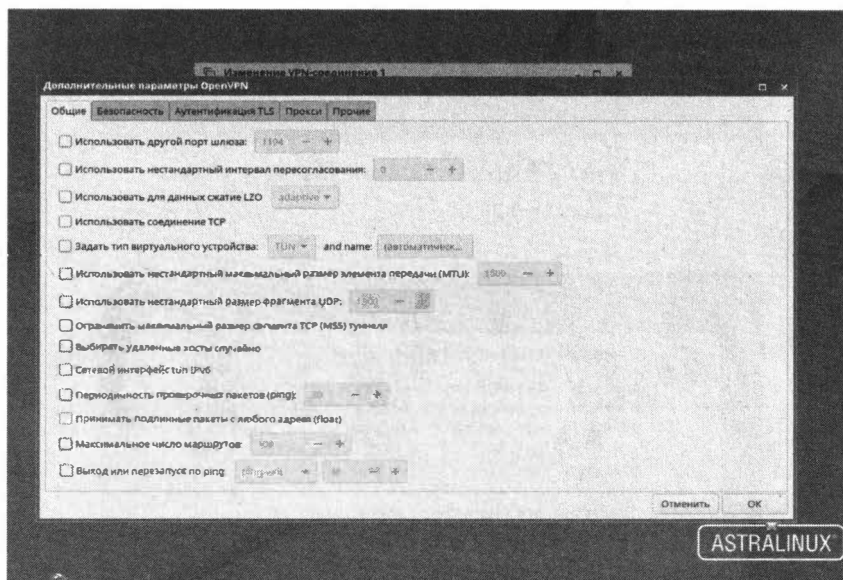 Изменение VPN-соединение 1
Дополнительные параметры OpenVPN
Общие Безопасность Аутентификация TLS Прокси Прочие
Использовать другой порт шлюза: 1194 − +
Использовать нестандартный интервал пересогласования: 0 − +
Использовать для данных сжатие LZO adaptive
Использовать соединение TCP
Задать тип виртуального устройства: TUN and name: (автоматическ...
Использовать нестандартный максимальный размер элемента передачи (MTU): 1500 − +
Использовать нестандартный размер фрагмента UDP: −
Ограничить максимальный размер сегмента TCP (MSS) туннеля
Выбирать удаленные хосты случайно
Сетевой интерфейс tun IPv6
Периодичность проверочных пакетов (ping): 30 − +
Принимать подлинные пакеты с любого адреса (float)
Максимальное число маршрутов: − +
Выход или перезапуск по ping: − +
Отменить OK
ASTRALINUX